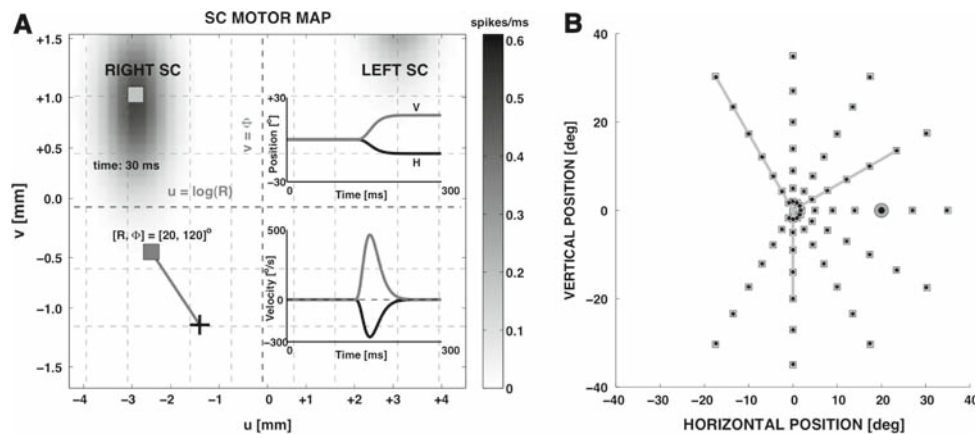 A
SC MOTOR MAP
spikes/ms
B
+1.5
+1.0
+0.5
0.0
−0.5
−1.0
−1.5
v [mm]
RIGHT SC
LEFT SC
time: 30 ms
u = log(R)
v = Φ
[R, Φ] = [20, 120]°
+30
Position [°]
−30
V
H
0
Time [ms]
300
500
Velocity [°/s]
0
−300
0
Time [ms]
300
−4
−3
−2
−1
0
+1
+2
+3
+4
u [mm]
0.6
0.5
0.4
0.3
0.2
0.1
0
40
20
0
−20
−40
VERTICAL POSITION [deg]
−40
−30
−20
−10
0
10
20
30
40
HORIZONTAL POSITION [deg]